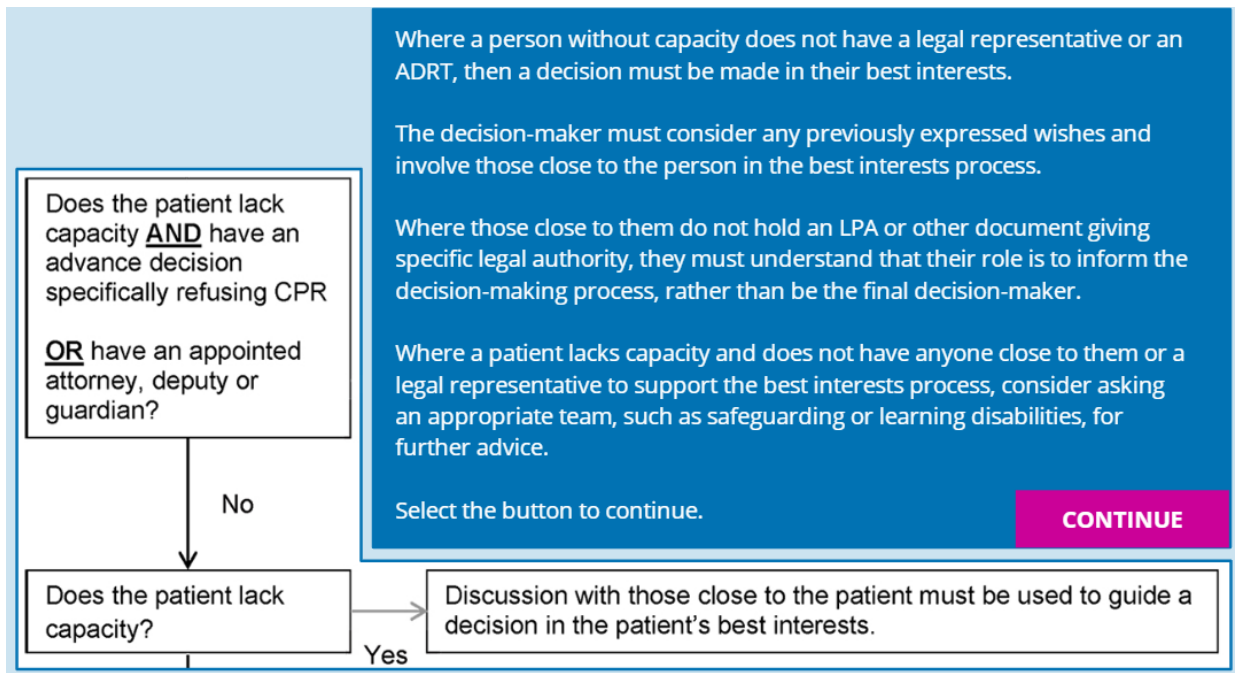 Where a person without capacity does not have a legal representative or an
ADRT, then a decision must be made in their best interests.
The decision-maker must consider any previously expressed wishes and
involve those close to the person in the best interests process.
Where those close to them do not hold an LPA or other document giving
specific legal authority, they must understand that their role is to inform the
decision-making process, rather than be the final decision-maker.
Where a patient lacks capacity and does not have anyone close to them or a
legal representative to support the best interests process, consider asking
an appropriate team, such as safeguarding or learning disabilities, for
further advice.
Select the button to continue.
CONTINUE
Does the patient lack
capacity AND have an
advance decision
specifically refusing CPR
OR have an appointed
attorney, deputy or
guardian?
No
Does the patient lack
capacity?
Yes
Discussion with those close to the patient must be used to guide a
decision in the patient's best interests.